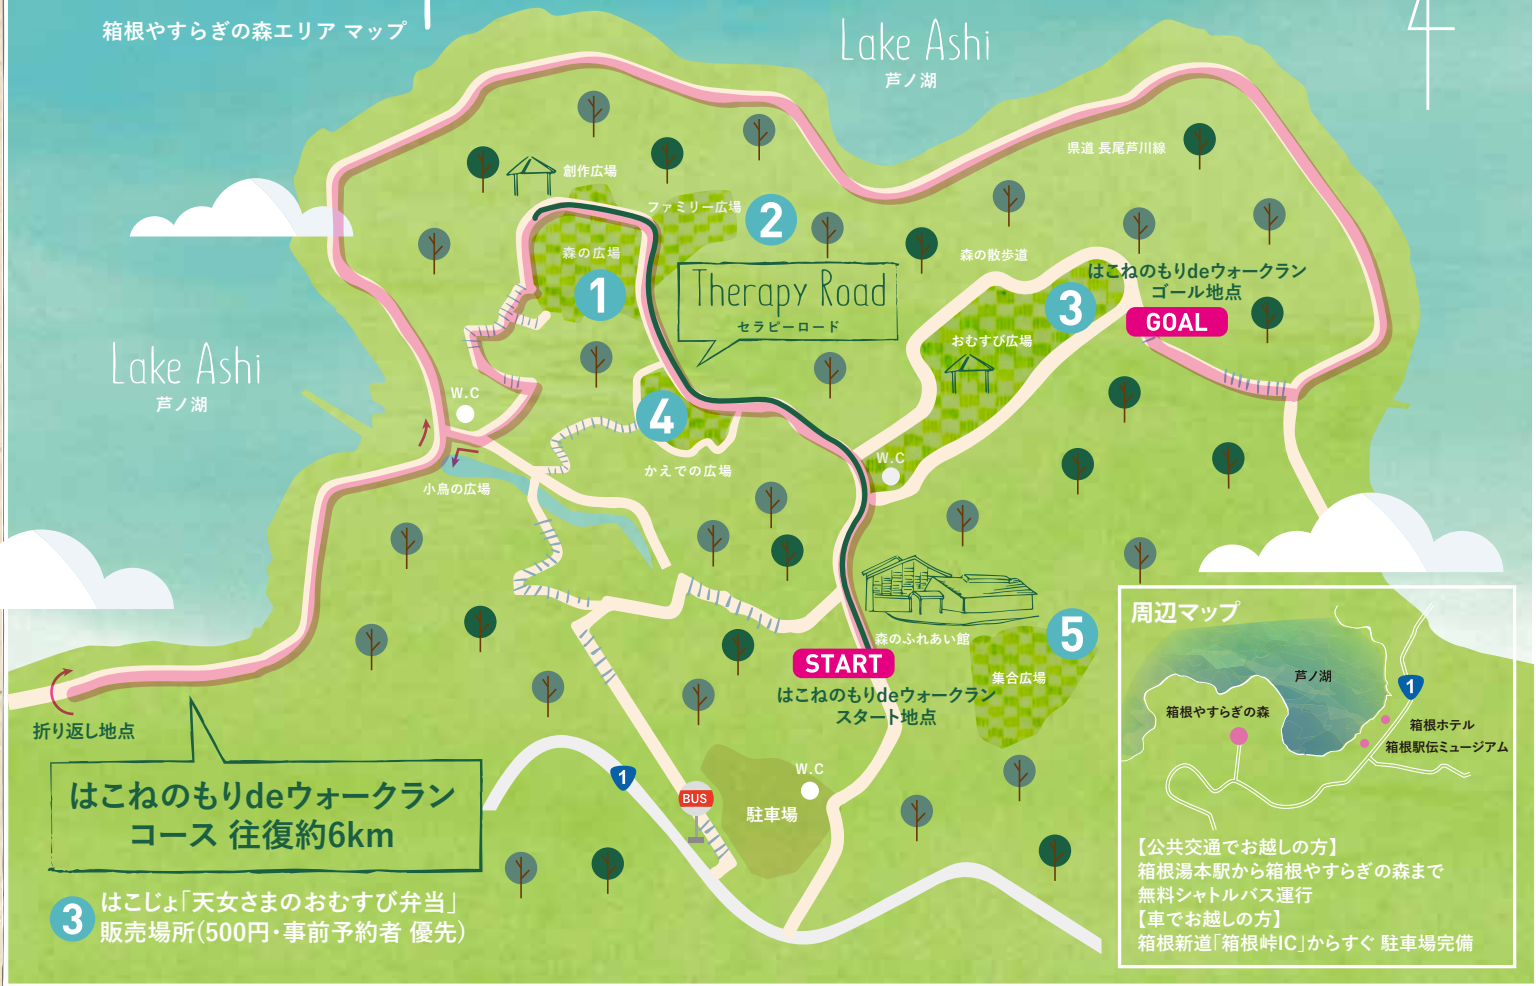 箱根やすらぎの森エリア マップ
Lake Ashi
芦ノ湖
県道 長尾芦川線
創作広場
ファミリー広場
2
森の広場
1
森の散歩道
はこねのもりdeウォークラン
ゴール地点
GOAL
3
Therapy Road
セラピーロード
おむすび広場
Lake Ashi
芦ノ湖
W.C
4
かえでの広場
W.C
小鳥の広場
森のふれあい館
START
はこねのもりdeウォークラン
スタート地点
5
集合広場
折り返し地点
はこねのもりdeウォークラン
コース 往復約6km
1
BUS
W.C
駐車場
3
はこじょ「天女さまのおむすび弁当」
販売場所(500円・事前予約者 優先)
周辺マップ
芦ノ湖
1
箱根やすらぎの森
箱根ホテル
箱根駅伝ミュージアム
【公共交通でお越しの方】
箱根湯本駅から箱根やすらぎの森まで
無料シャトルバス運行
【車でお越しの方】
箱根新道「箱根峠IC」からすぐ 駐車場完備